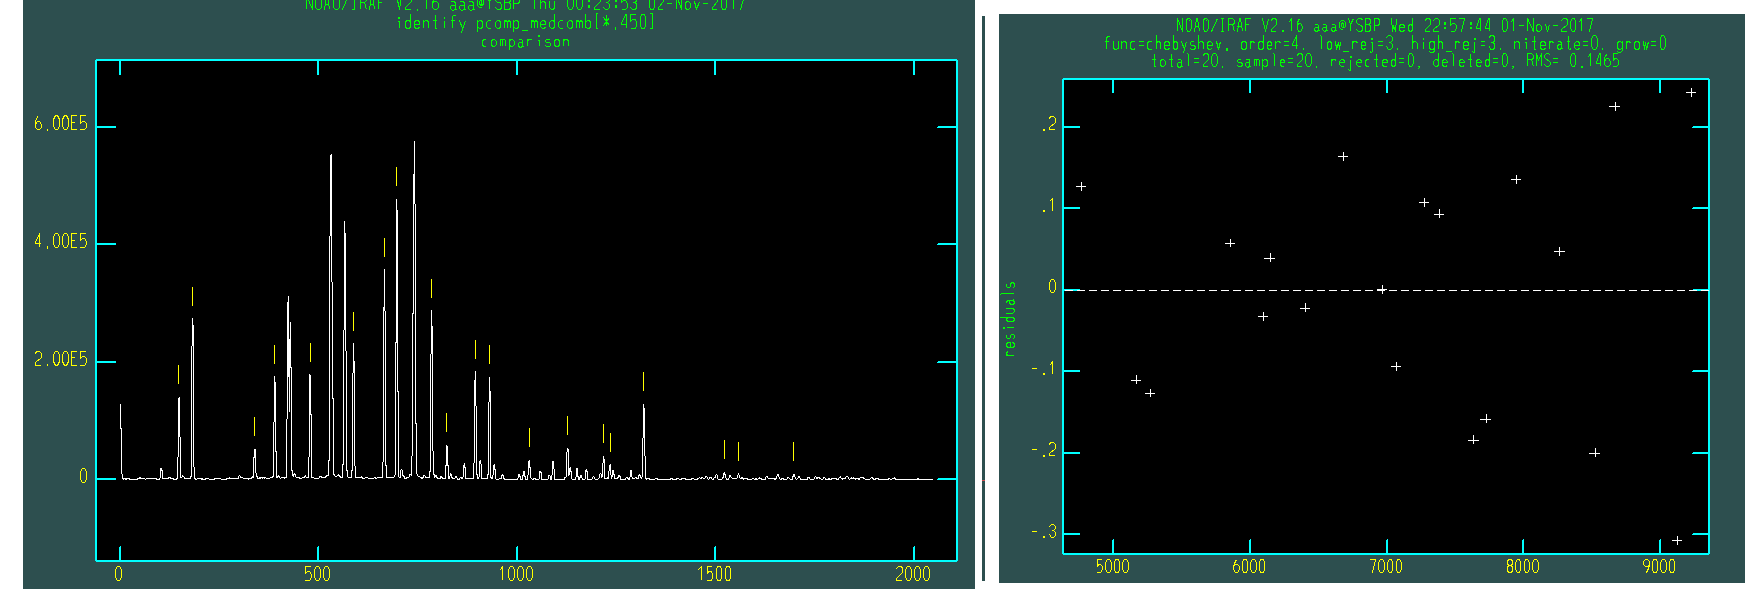 NOAO/IRAF V2.16 aaa@YSBP Thu 00:23:53 02-Nov-2017
identify pcomp_medcomb[*,450]
comparison
6.00E5
4.00E5
2.00E5
0
0 500 1000 1500 2000
NOAO/IRAF V2.16 aaa@YSBP Wed 22:57:44 01-Nov-2017
func=chebyshev, order=4, low_rej=3, high_rej=3, niterate=0, grow=0
total=20, sample=20, rejected=0, deleted=0, RMS= 0.1465
residuals
.2
.1
0
-.1
-.2
-.3
5000 6000 7000 8000 9000